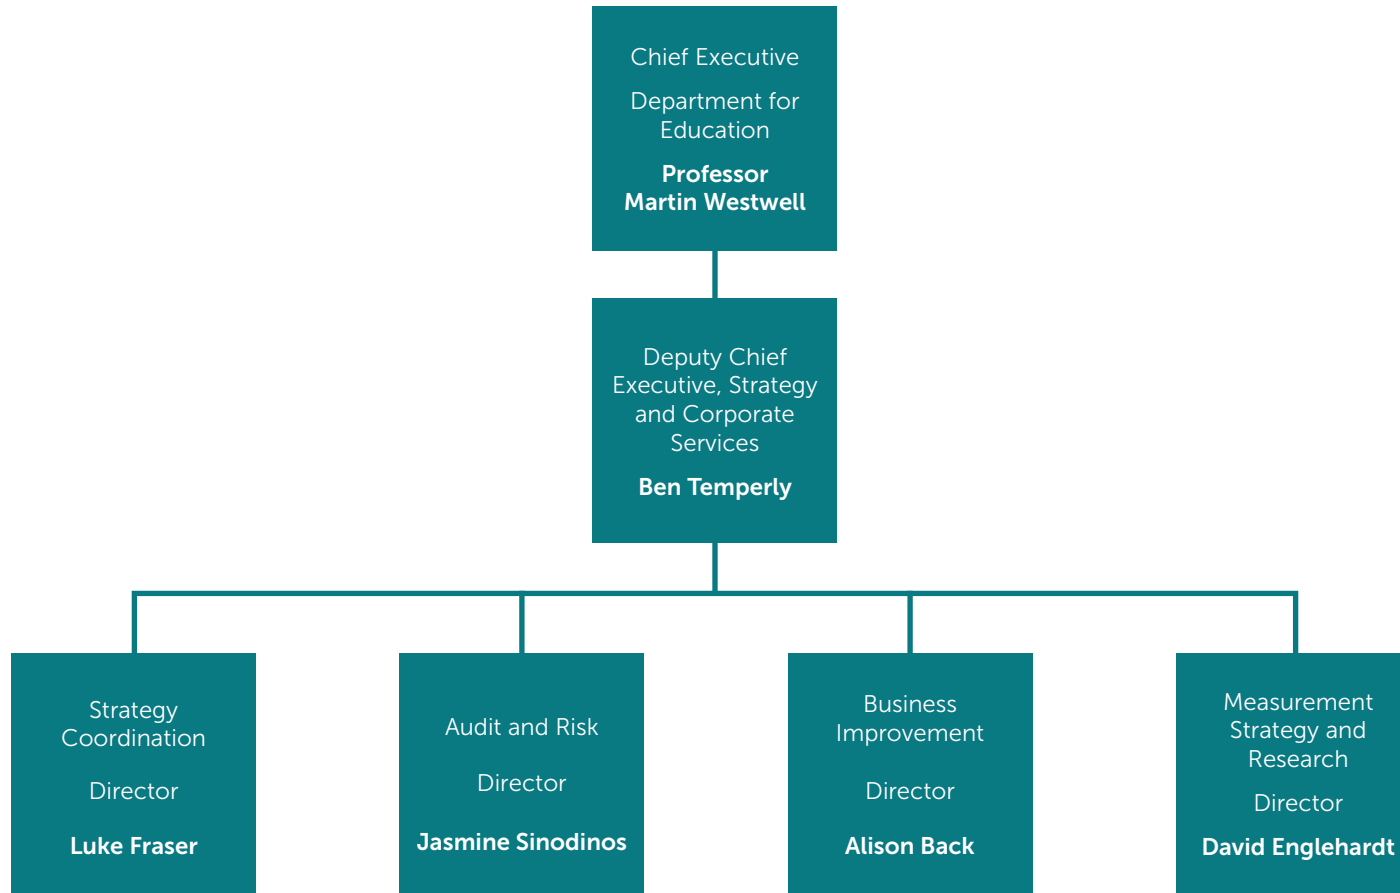 Chief Executive
Department for
Education
Professor
Martin Westwell
Deputy Chief
Executive, Strategy
and Corporate
Services
Ben Temperly
Strategy
Coordination
Director
Luke Fraser
Audit and Risk
Director
Jasmine Sinodinos
Business
Improvement
Director
Alison Back
Measurement
Strategy and
Research
Director
David Englehardt